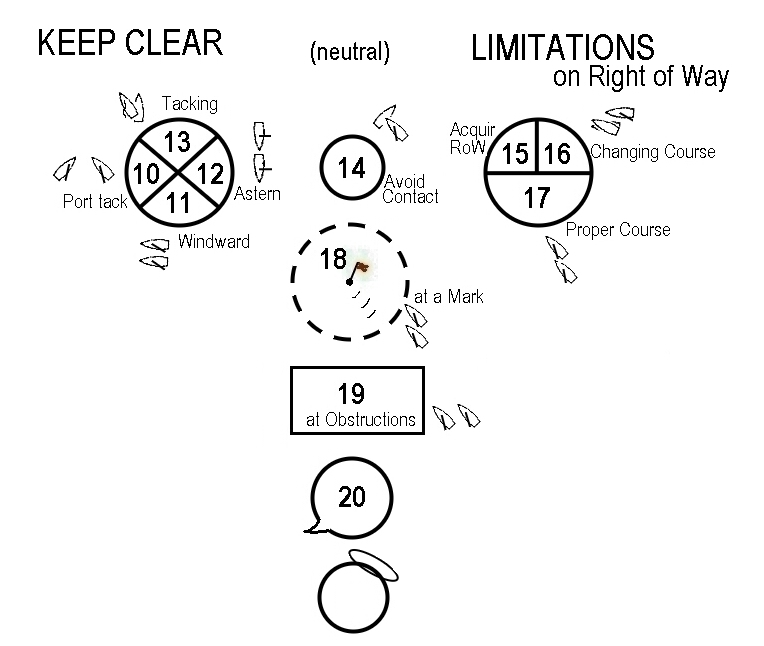 KEEP CLEAR
(neutral)
LIMITATIONS
on Right of Way
Tacking
13
10
12
11
Port tack
Astern
Windward
14
Avoid
Contact
Acquir
RoW
15
16
Changing Course
17
Proper Course
18
at a Mark
19
at Obstructions
20